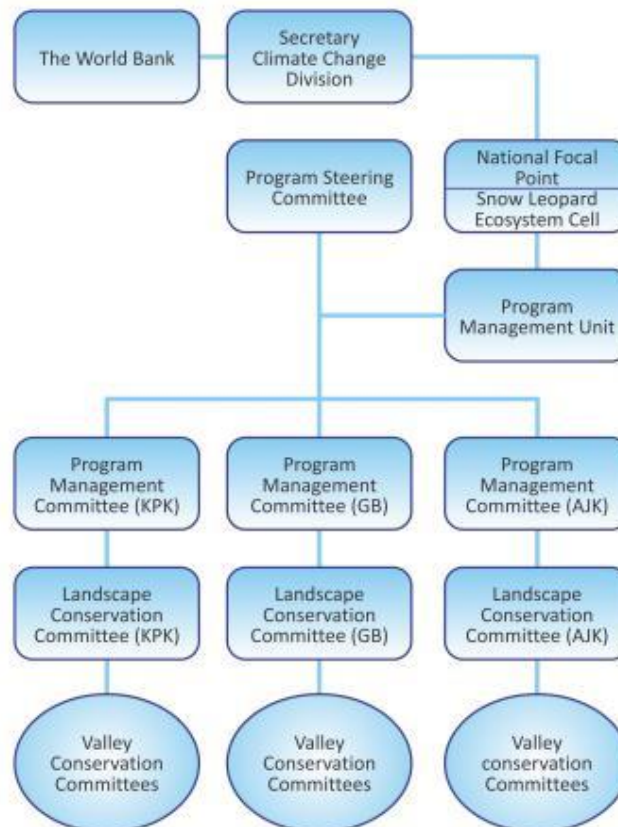 The World Bank
Secretary
Climate Change
Division
National Focal
Point
Snow Leopard
Ecosystem Cell
Program Steering
Committee
Program
Management Unit
Program
Management
Committee (KPK)
Program
Management
Committee (GB)
Program
Management
Committee (AJK)
Landscape
Conservation
Committee (KPK)
Landscape
Conservation
Committee (GB)
Landscape
Conservation
Committee (AJK)
Valley
Conservation
Committees
Valley
Conservation
Committees
Valley
conservation
Committees